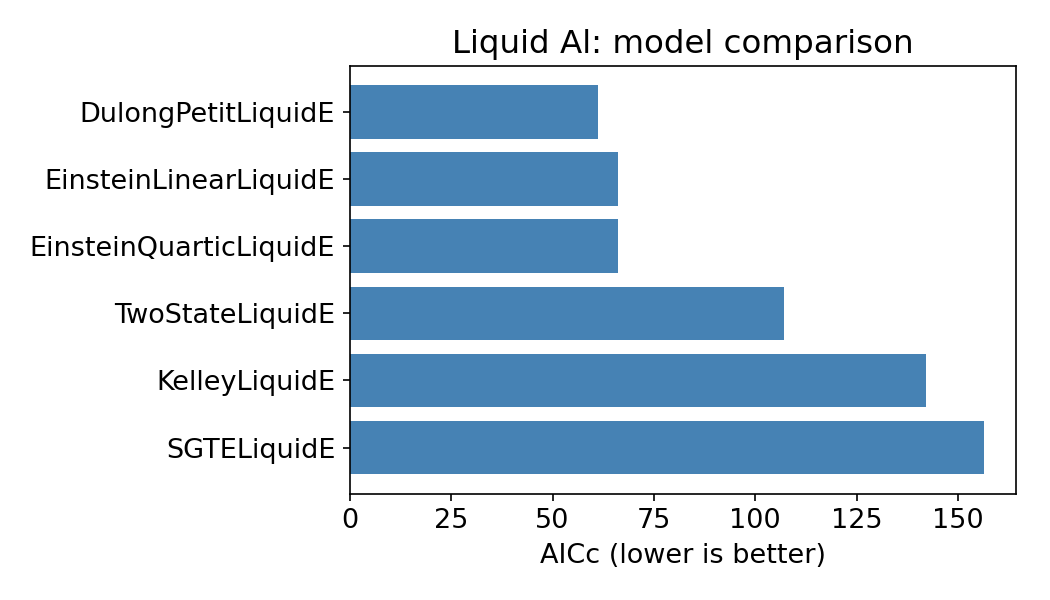 Liquid Al: model comparison
DulongPetitLiquidE
EinsteinLinearLiquidE
EinsteinQuarticLiquidE
TwoStateLiquidE
KelleyLiquidE
SGTELiquidE
0 25 50 75 100 125 150
AICc (lower is better)